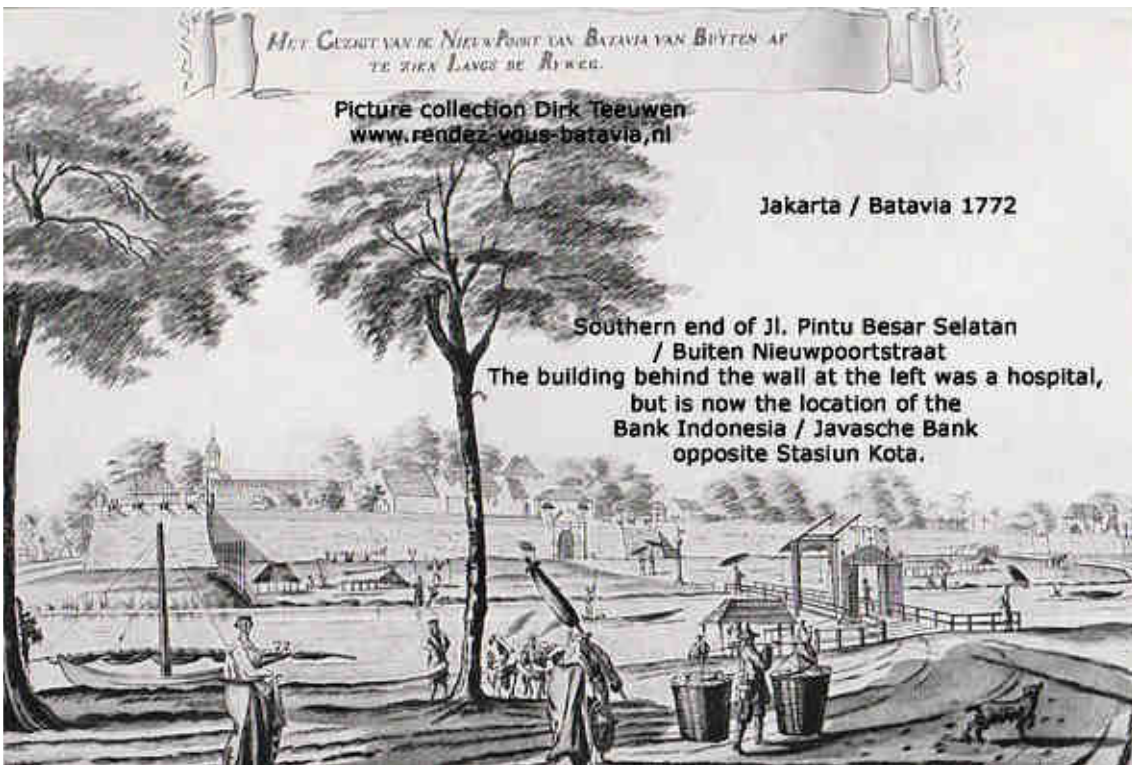 HET GEZIGT VAN DE NIEUWPOORT VAN BATAVIA VAN BUYTEN AF
TE ZIEN LANGS DE RYWEG.
Picture collection Dirk Teeuwen
www.rendez-vous-batavia,nl
Jakarta / Batavia 1772
Southern end of Jl. Pintu Besar Selatan
/ Buiten Nieuwpoortstraat
The building behind the wall at the left was a hospital,
but is now the location of the
Bank Indonesia / Javasche Bank
opposite Stasiun Kota.